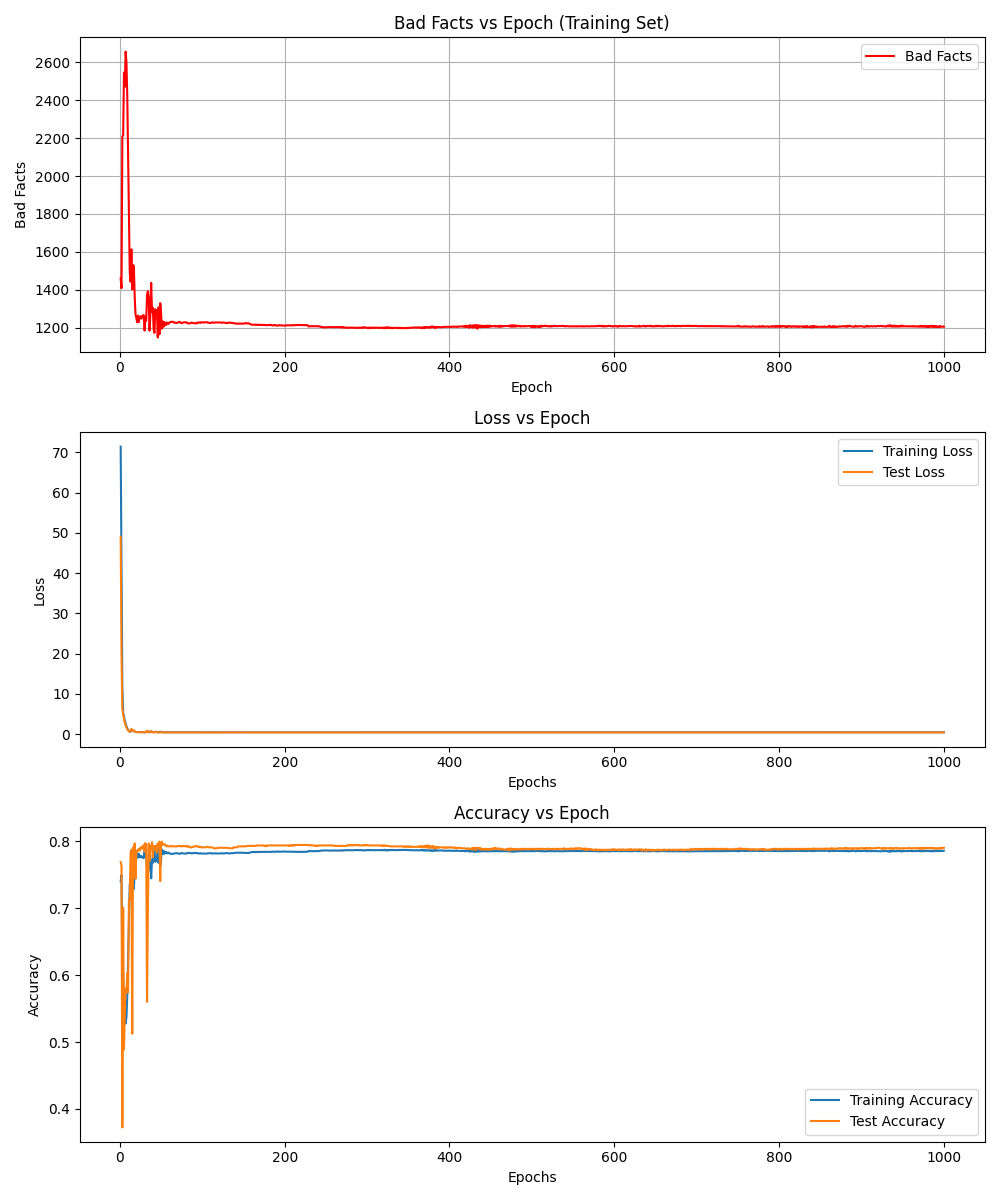 Bad Facts vs Epoch (Training Set)
Bad Facts
2600
2400
2200
2000
1800
1600
1400
1200
Bad Facts
0 200 400 600 800 1000
Epoch
Loss vs Epoch
Training Loss
Test Loss
70
60
50
40
30
20
10
0
Loss
0 200 400 600 800 1000
Epochs
Accuracy vs Epoch
0.8
0.7
0.6
0.5
0.4
Accuracy
Training Accuracy
Test Accuracy
0 200 400 600 800 1000
Epochs